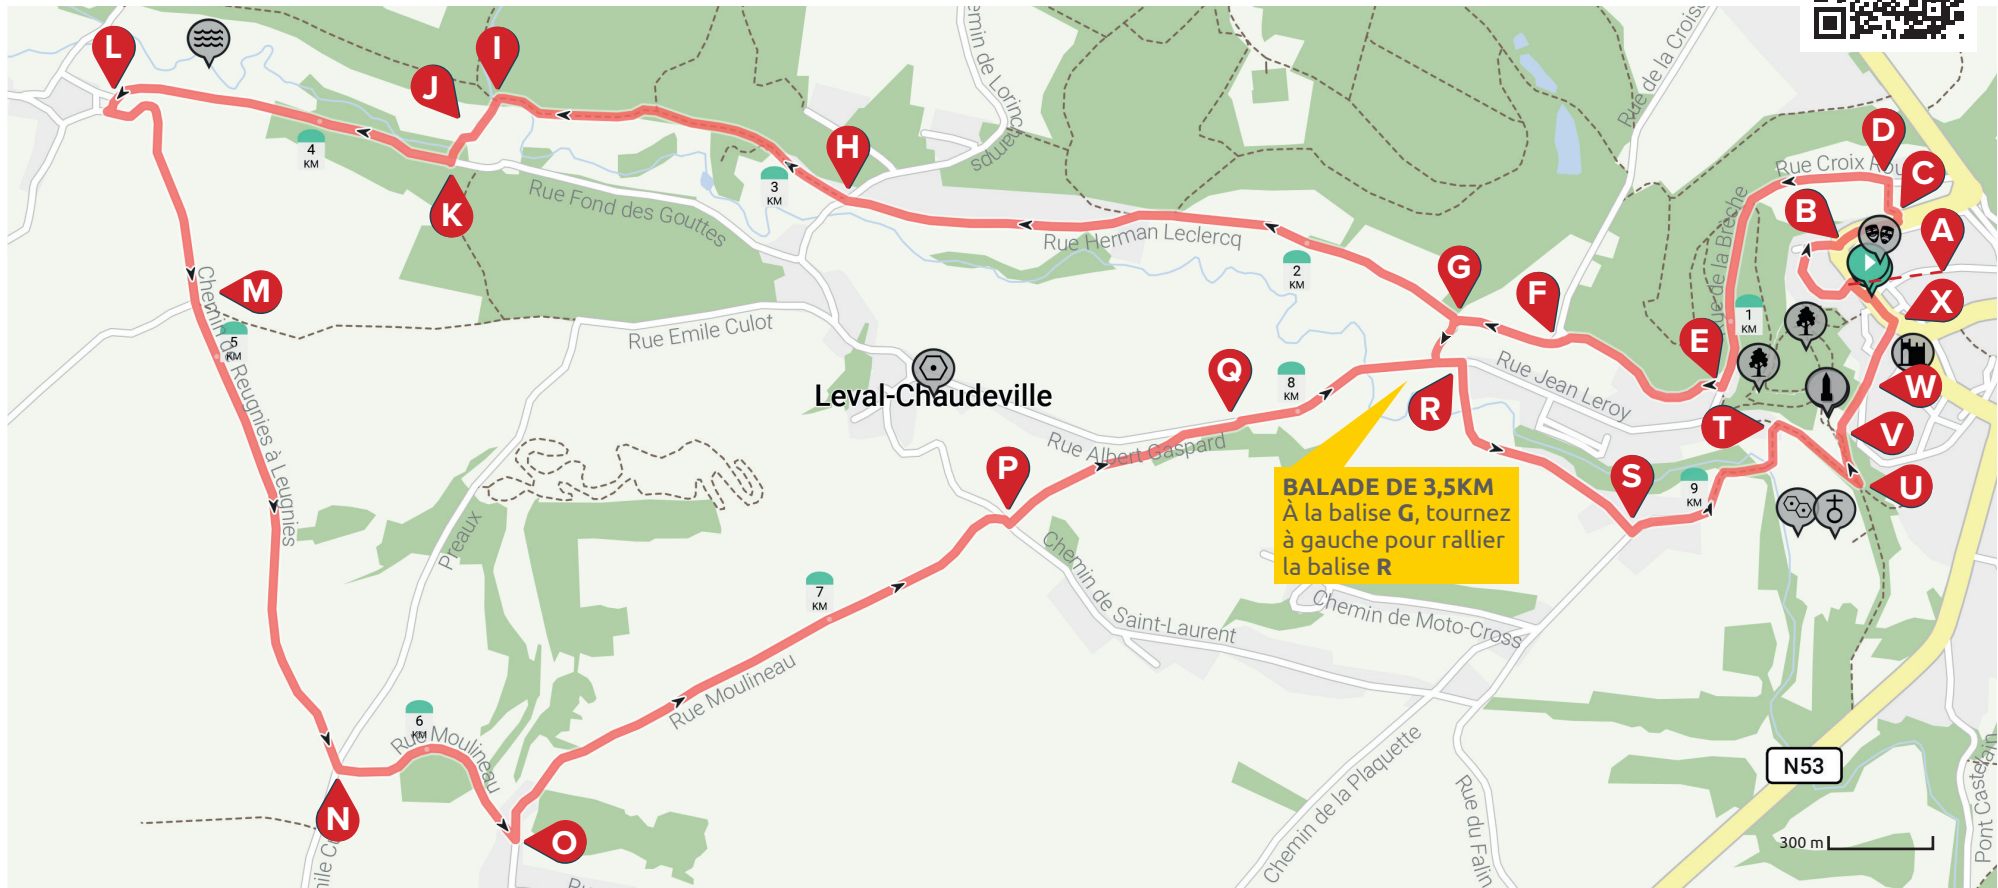 L
I
J
H
D
C
B
A
X
K
G
F
E
M
Q
R
T
W
V
U
S
P
N
O
4
KM
3
KM
2
KM
1
KM
5
KM
8
KM
9
KM
7
KM
6
KM
Rue de la Croise
Rue Fond des Gouttes
Rue Herman Leclercq
Rue Emile Culot
Rue Jean Leroy
Leval-Chaudeville
Rue Albert Gaspard
Chemin de Reugnies à Leugnies
Preaux
BALADE DE 3,5KM
À la balise G, tournez
à gauche pour rallier
la balise R
Chemin de Saint-Laurent
Chemin de Moto-Cross
Rue Moulineau
Rue Moulineau
Chemin de la Plaquette
Rue du Falin
N53
Pont Castelain
300 m